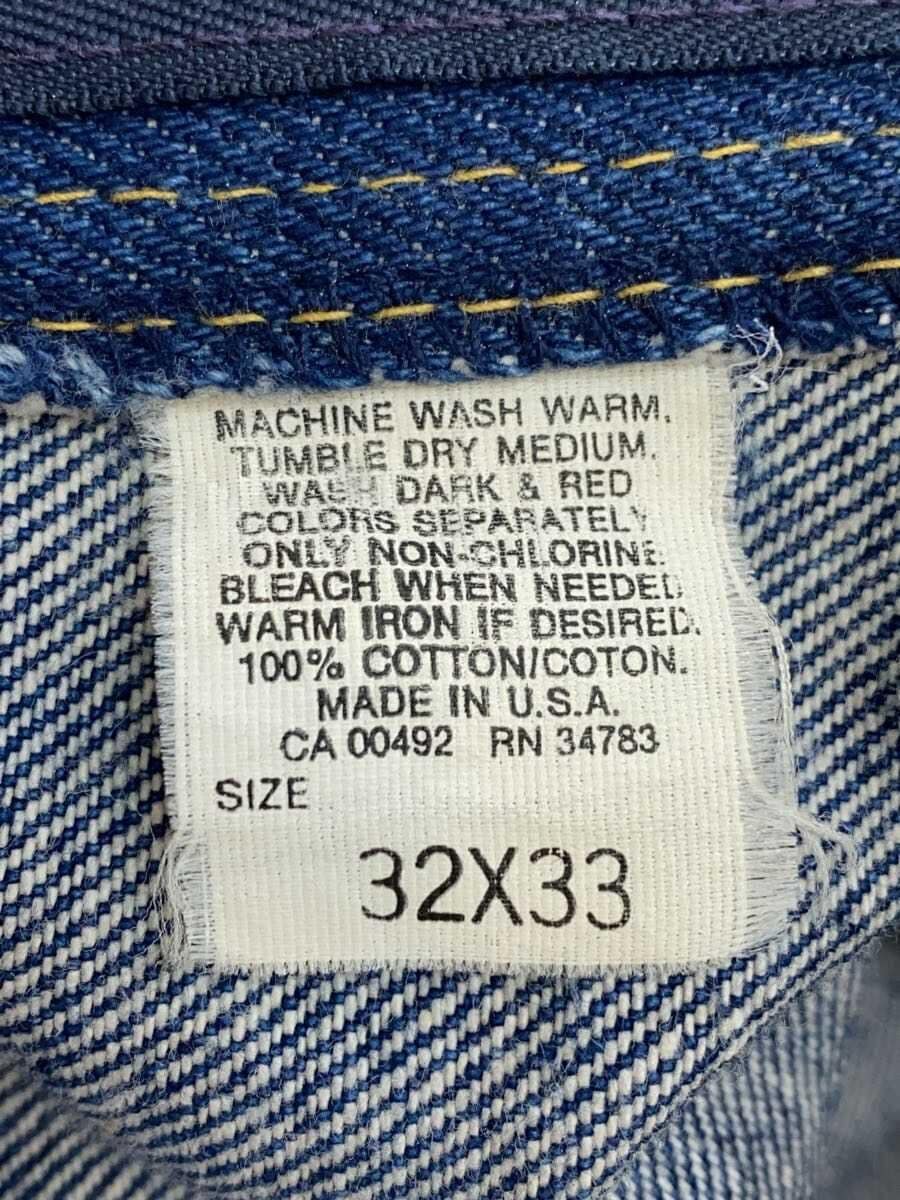 MACHINE WASH WARM.
TUMBLE DRY MEDIUM.
WASH DARK & RED
COLORS SEPARATELY
ONLY NON-CHLORINE
BLEACH WHEN NEEDED
WARM IRON IF DESIRED.
100% COTTON/COTON.
MADE IN U.S.A.
CA 00492 RN 34783
SIZE
32X33